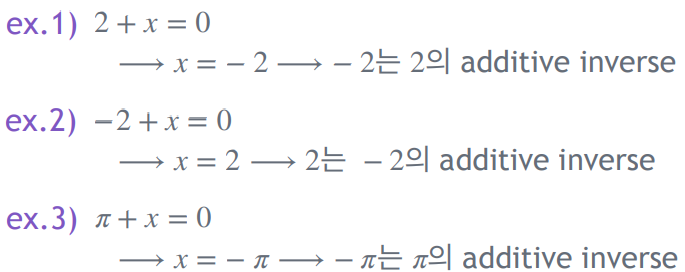 ex.1) 2 + x = 0
⟶ x = − 2 ⟶ − 2는 2의 additive inverse
ex.2) −2 + x = 0
⟶ x = 2 ⟶ 2는 − 2의 additive inverse
ex.3) π + x = 0
⟶ x = − π ⟶ − π는 π의 additive inverse